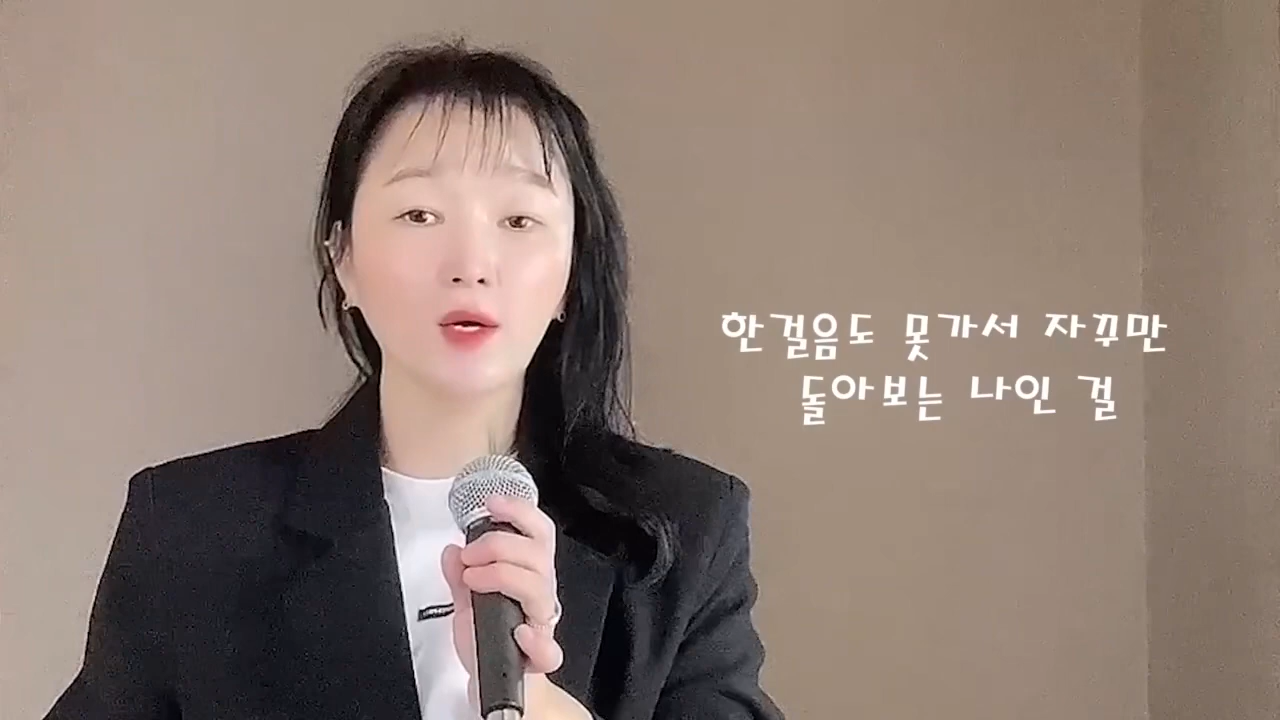 한걸음도 못가서 자꾸만
돌아보는 나인 걸